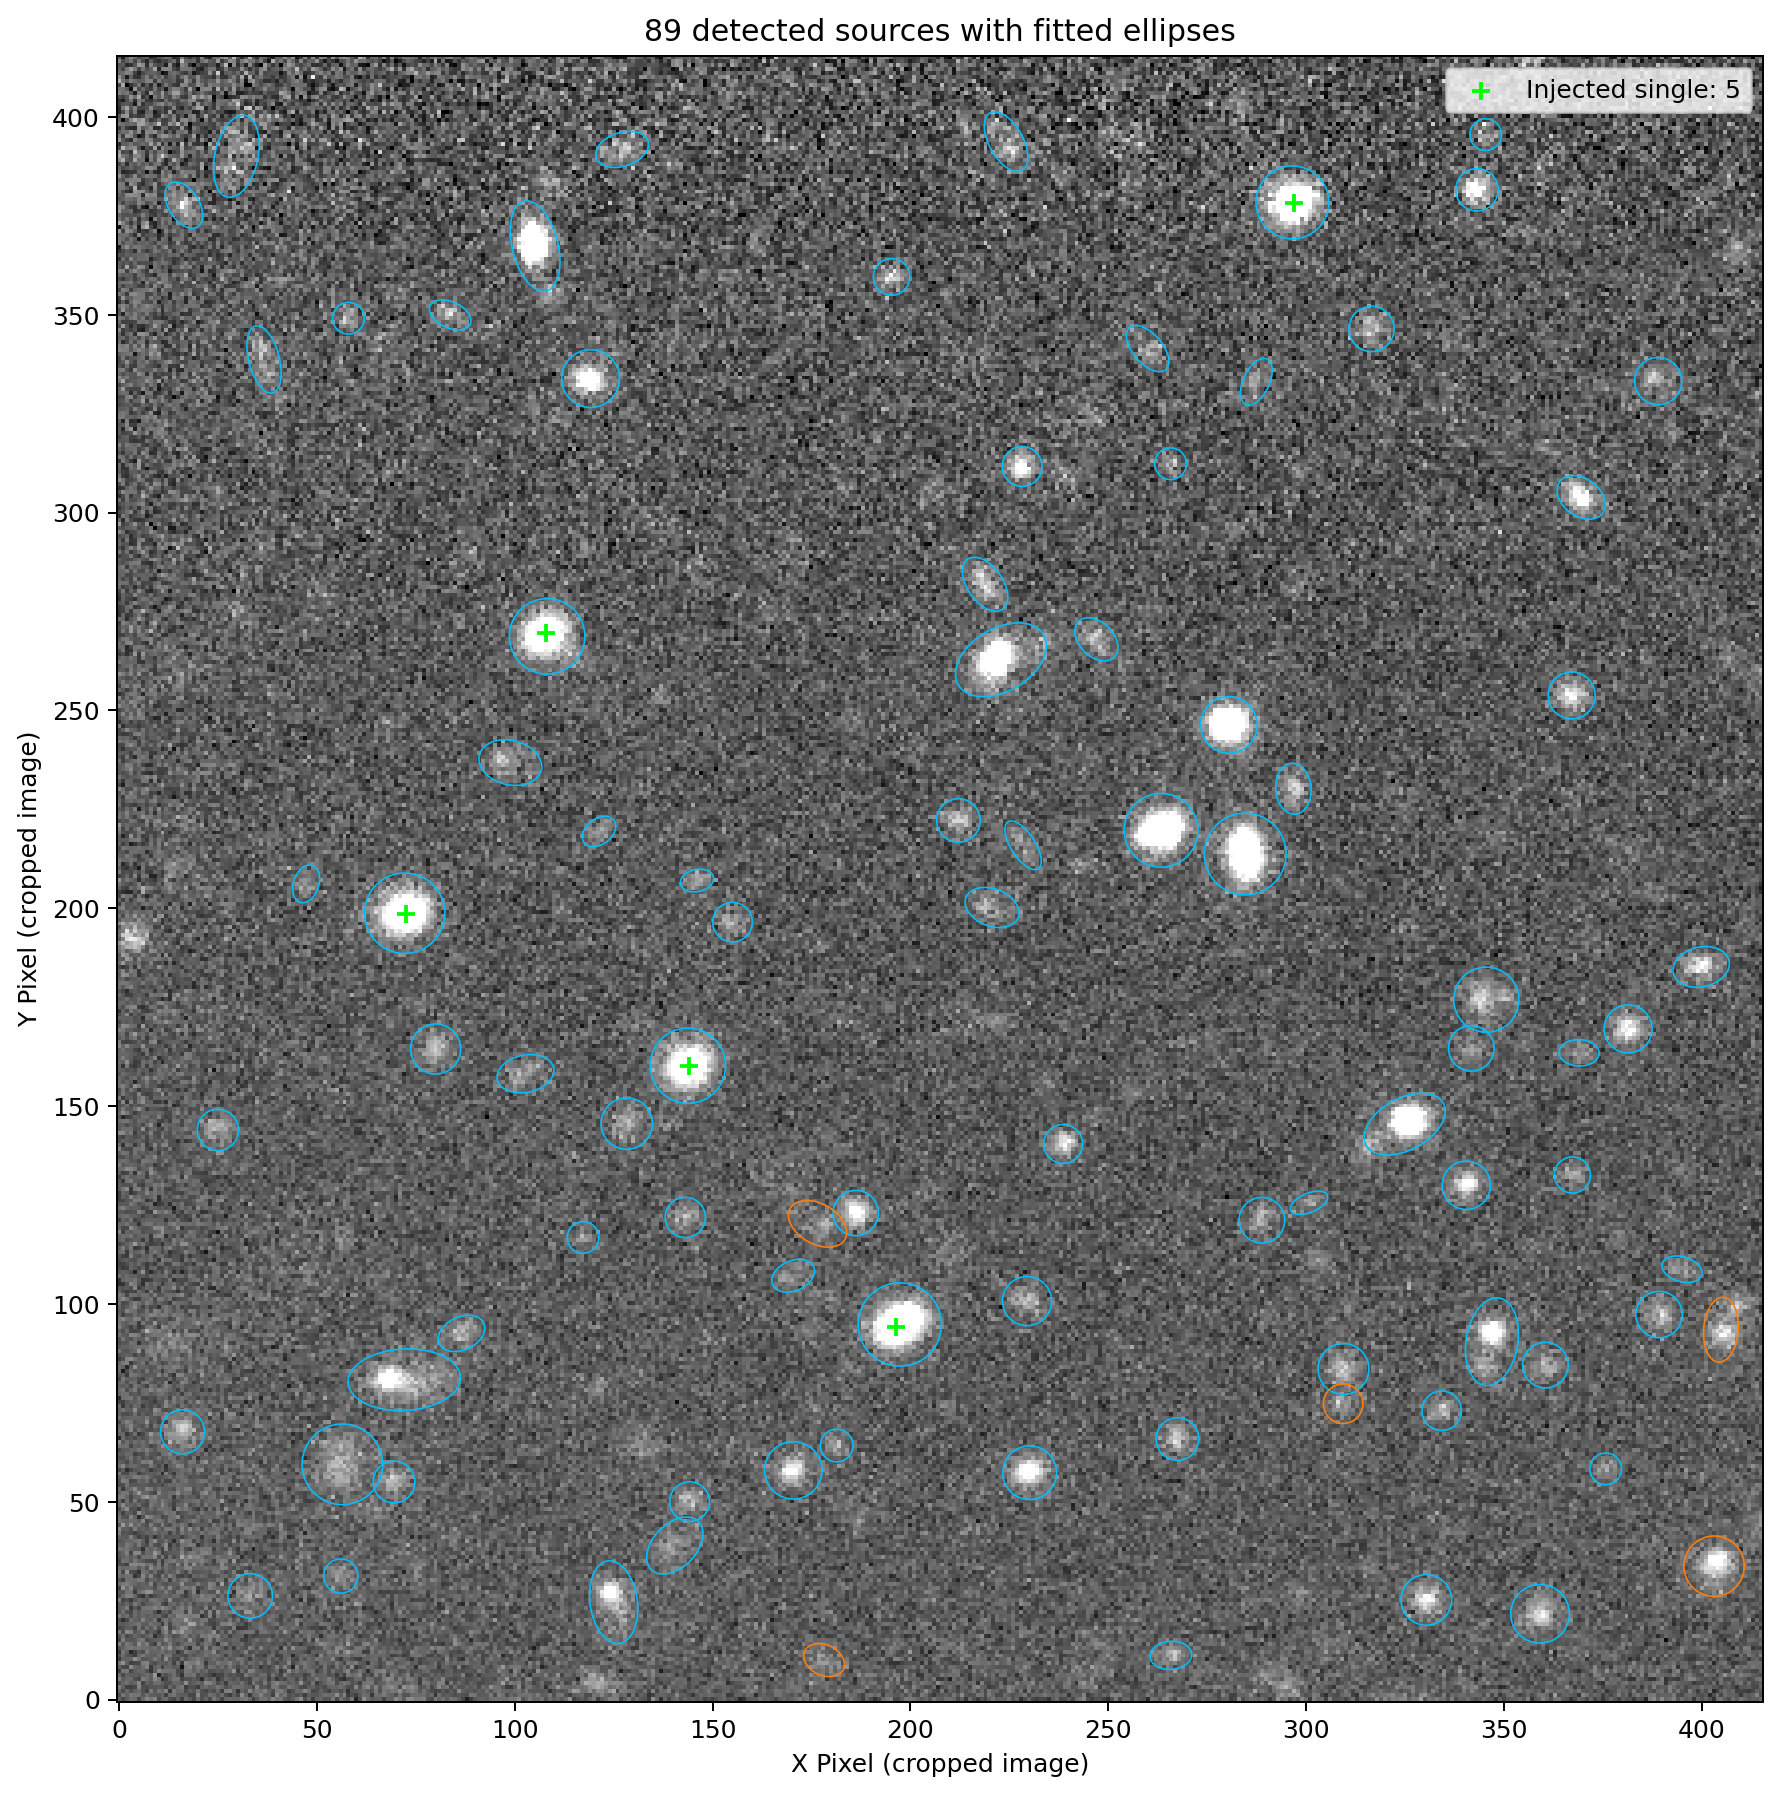 89 detected sources with fitted ellipses
Injected single: 5
400
350
300
250
200
150
100
50
0
Y Pixel (cropped image)
0 50 100 150 200 250 300 350 400
X Pixel (cropped image)